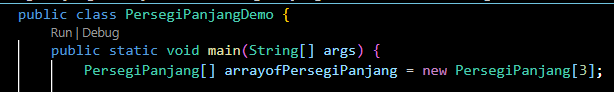 public class PersegiPanjangDemo {
Run | Debug
public static void main(String[] args) {
PersegiPanjang[] arrayofPersegiPanjang = new PersegiPanjang[3];